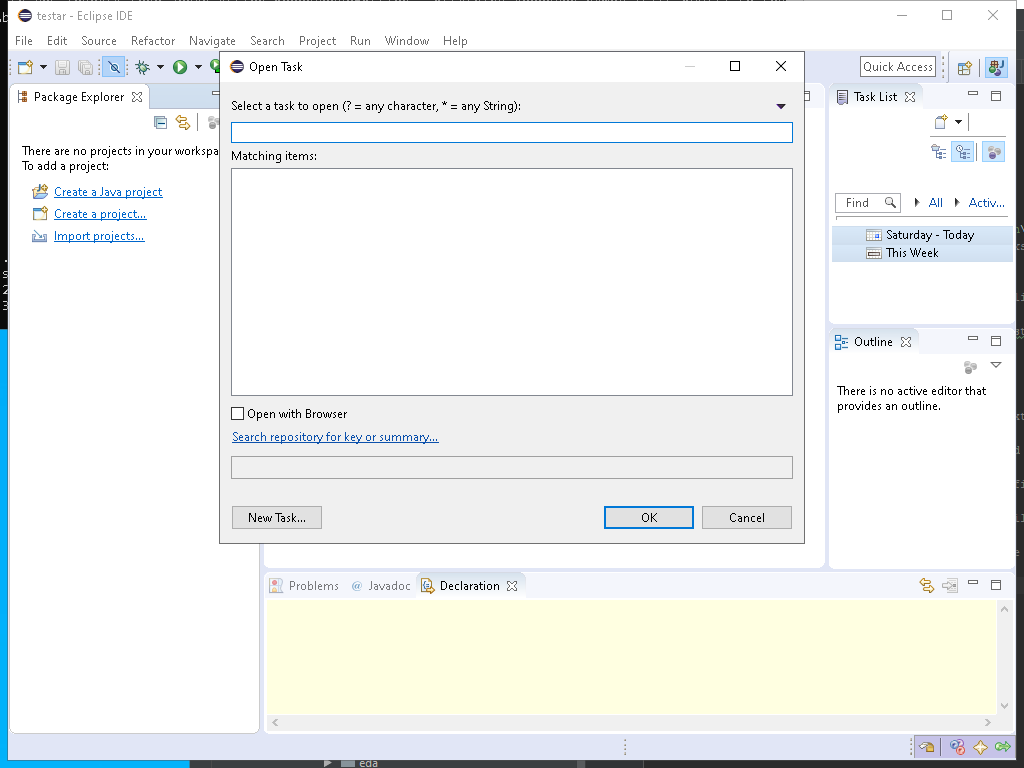 testar - Eclipse IDE
File Edit Source Refactor Navigate Search Project Run Window Help
Quick Access
Package Explorer
There are no projects in your workspa
To add a project:
Create a Java project
Create a project...
Import projects...
Open Task
Select a task to open (? = any character, * = any String):
Matching items:
Open with Browser
Search repository for key or summary...
New Task...
OK
Cancel
Task List
Find
All
Activ...
Saturday - Today
This Week
Outline
There is no active editor that
provides an outline.
Problems
@ Javadoc
Declaration
eda